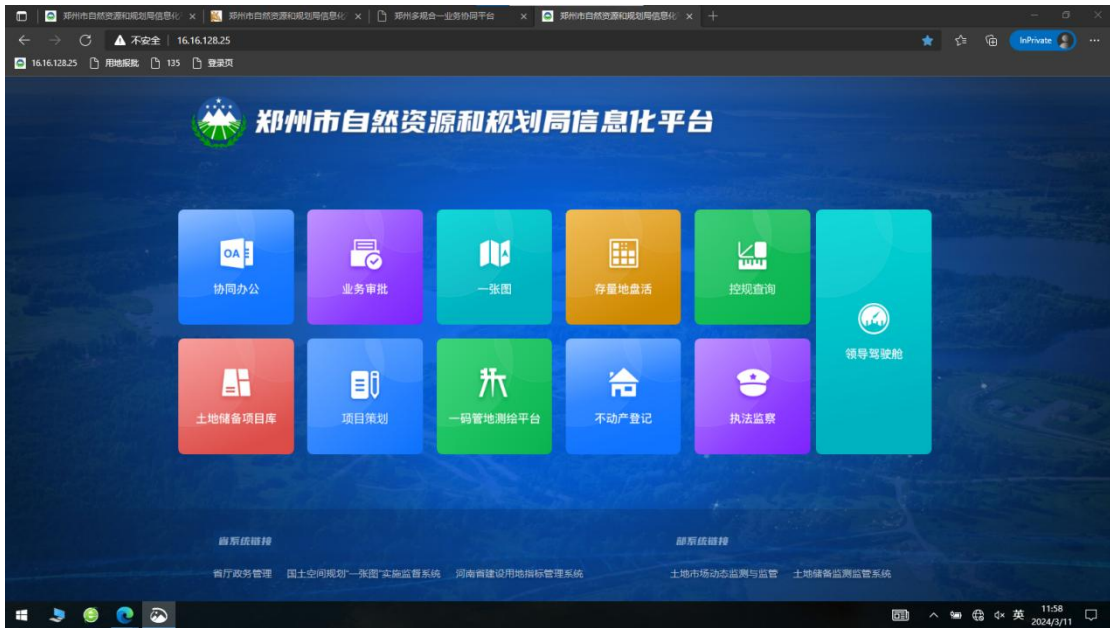 郑州市自然资源和规划局信息化
郑州市自然资源和规划局信息化
郑州多规合一业务协同平台
郑州市自然资源和规划局信息化
不安全 16.16.128.25
InPrivate
16.16.128.25 用地报批 135 登录页
郑州市自然资源和规划局信息化平台
OA
协同办公
业务审批
一张图
存量地盘活
控规查询
领导驾驶舱
土地储备项目库
项目策划
一码管地测绘平台
不动产登记
执法监察
省系统链接
部系统链接
省厅政务管理 国土空间规划“一张图”实施监督系统 河南省建设用地指标管理系统
土地市场动态监测与监管 土地储备监测监管系统
英
11:58
2024/3/11